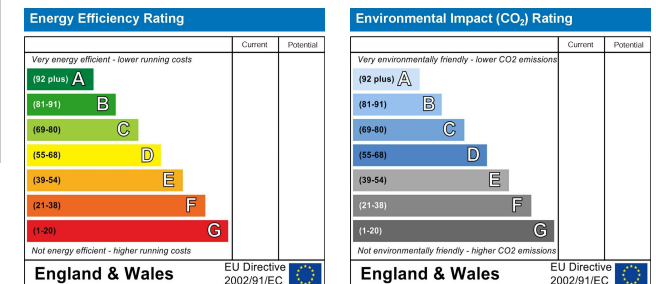 Energy Efficiency Rating
Current Potential
Very energy efficient - lower running costs
(92 plus) A
(81-91) B
(69-80) C
(55-68) D
(39-54) E
(21-38) F
(1-20) G
Not energy efficient - higher running costs
England & Wales
EU Directive
2002/91/EC
Environmental Impact (CO₂) Rating
Current Potential
Very environmentally friendly - lower CO2 emissions
(92 plus) A
(81-91) B
(69-80) C
(55-68) D
(39-54) E
(21-38) F
(1-20) G
Not environmentally friendly - higher CO2 emissions
England & Wales
EU Directive
2002/91/EC